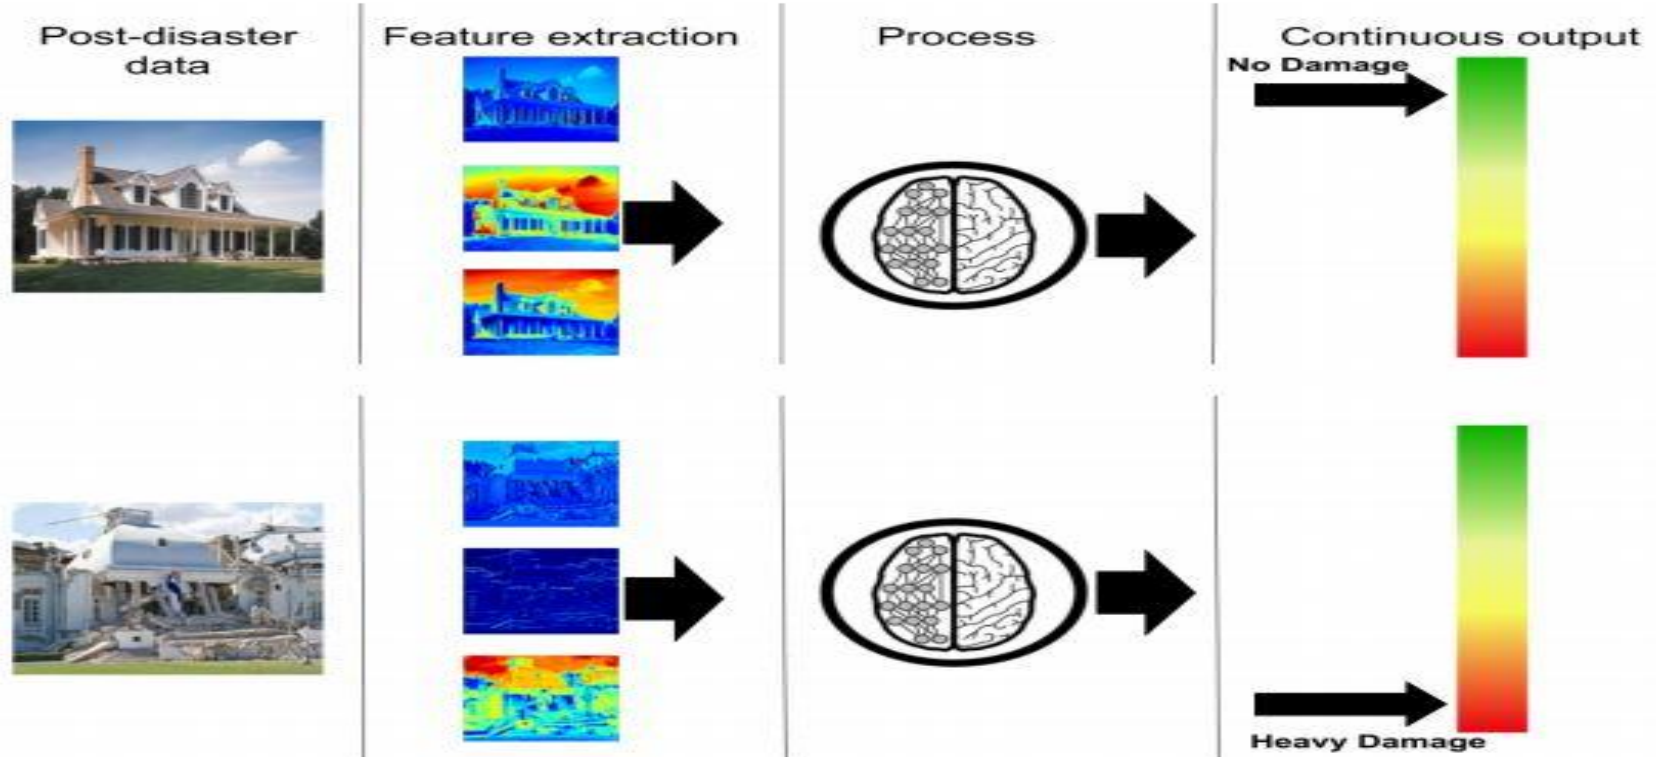 Post-disaster
data
Feature extraction
Process
Continuous output
No Damage
Heavy Damage